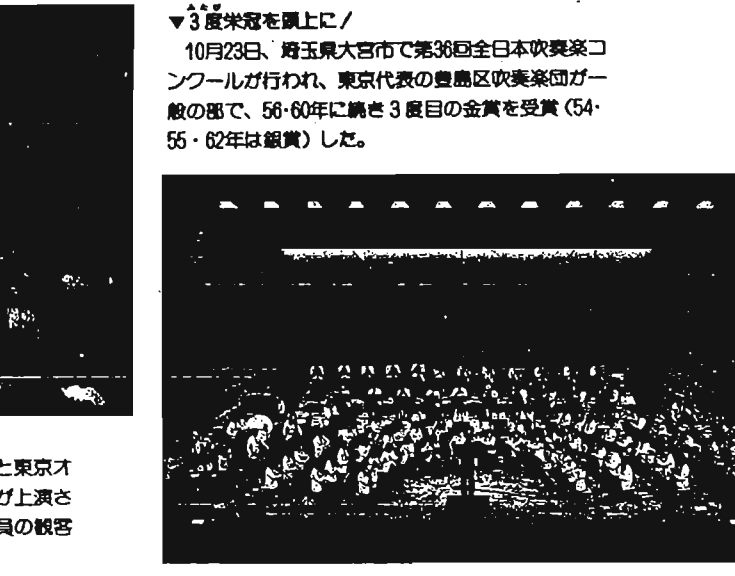 ▼3度栄冠を頭上に！
10月23日、埼玉県大宮市で第36回全日本吹奏楽コ
ンクールが行われ、東京代表の豊島区吹奏楽団が一
般の部で、56・60年に続き3度目の金賞を受賞（54・
55・62年は銀賞）した。
と東京オ
が上演さ
員の観客